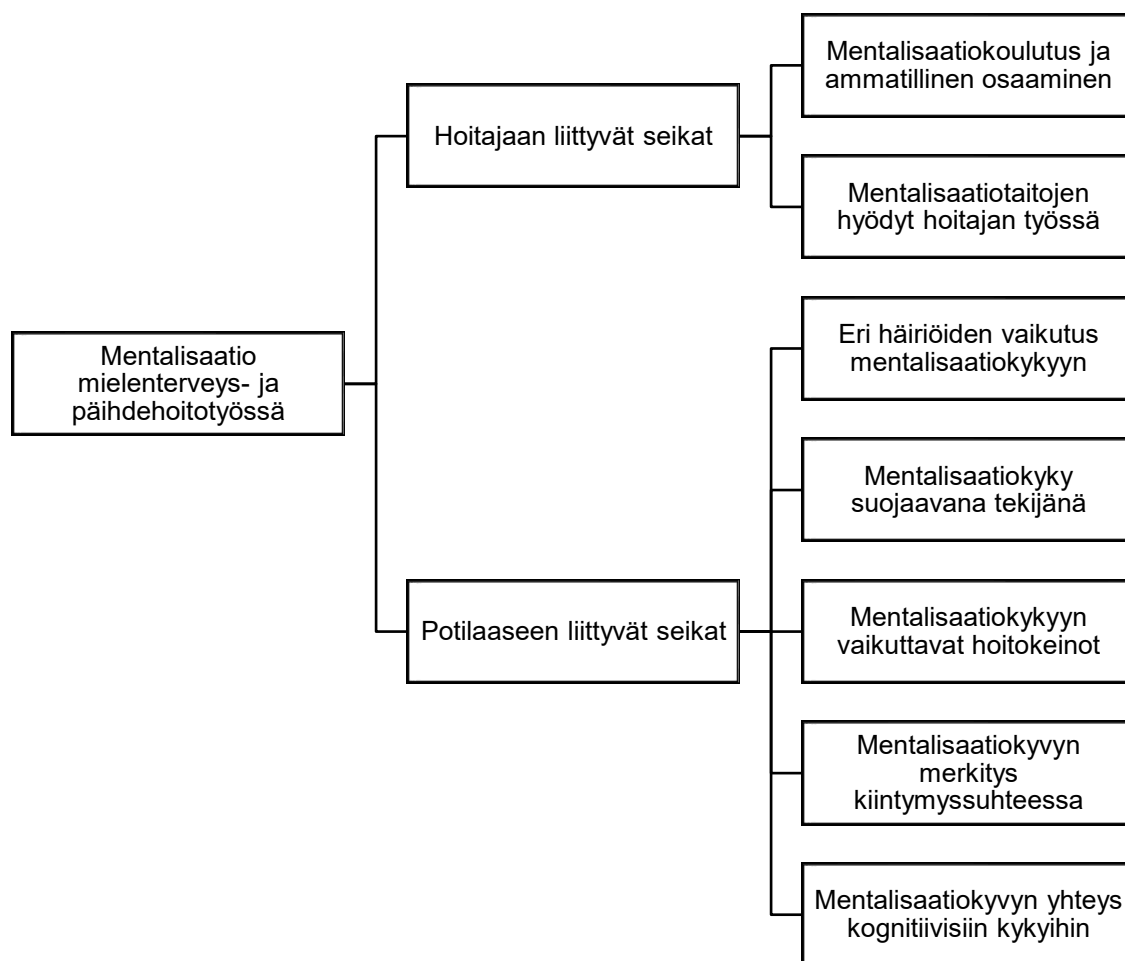 Mentalisaatio
mielenterveys- ja
päihdehoitotyössä
Hoitajaan liittyvät seikat
Mentalisaatiokoulutus ja
ammatillinen osaaminen
Mentalisaatiotaitojen
hyödyt hoitajan työssä
Potilaaseen liittyvät seikat
Eri häiriöiden vaikutus
mentalisaatiokykyyn
Mentalisaatiokyky
suojaavana tekijänä
Mentalisaatiokykyyn
vaikuttavat hoitokeinot
Mentalisaatiokyvyn
merkitys
kiintymyssuhteessa
Mentalisaatiokyvyn yhteys
kognitiivisiin kykyihin